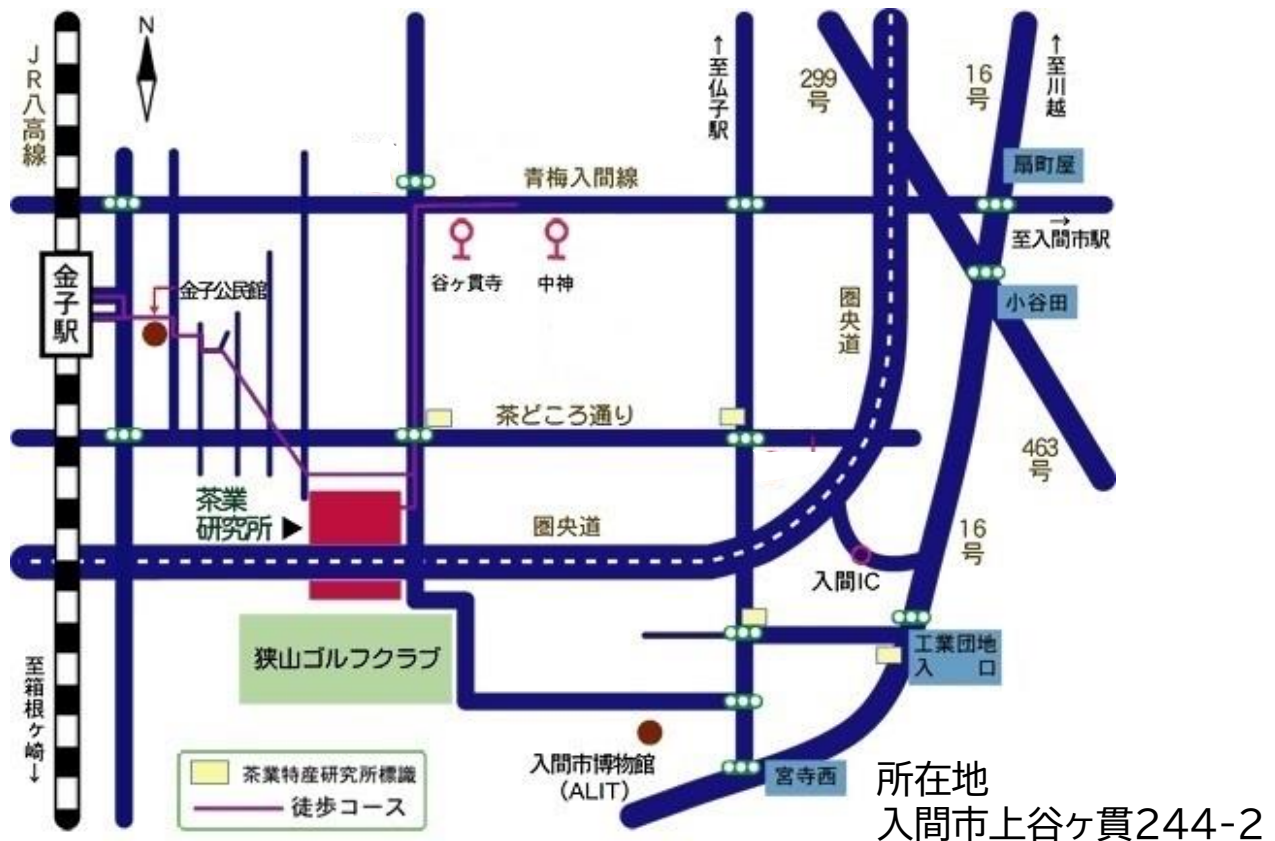 N
JR八高線
↑至仏子駅
299号
16号
↑至川越
扇町屋
青梅入間線
→
至入間市駅
金子駅
金子公民館
谷ヶ貫寺
中神
圏央道
小谷田
茶どころ通り
463号
茶業
研究所
圏央道
16号
入間IC
狭山ゴルフクラブ
工業団地
入 口
至箱根ヶ崎↓
茶業特産研究所標識
徒歩コース
入間市博物館
(ALIT)
宮寺西
所在地
入間市上谷ヶ貫244-2